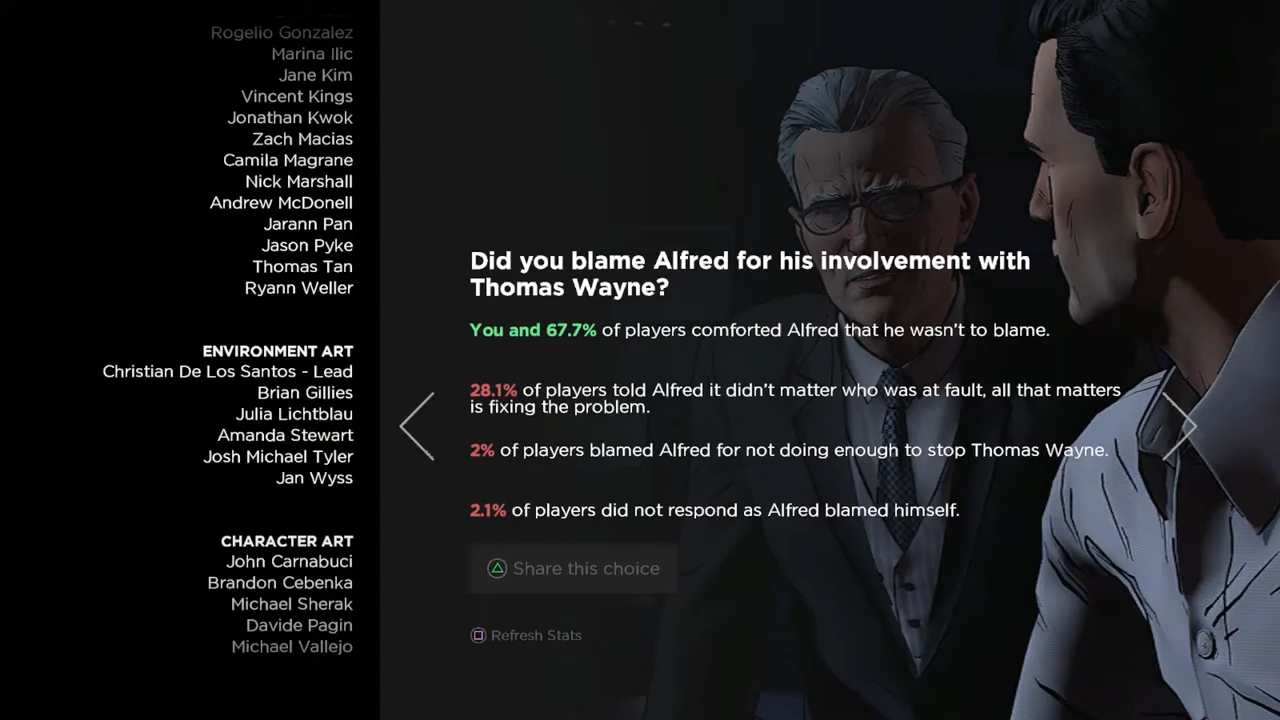 Rogelio Gonzalez
Marina Ilic
Jane Kim
Vincent Kings
Jonathan Kwok
Zach Macias
Camila Magrane
Nick Marshall
Andrew McDonell
Jarann Pan
Jason Pyke
Thomas Tan
Ryann Weller
ENVIRONMENT ART
Christian De Los Santos - Lead
Brian Gillies
Julia Lichtblau
Amanda Stewart
Josh Michael Tyler
Jan Wyss
CHARACTER ART
John Carnabuci
Brandon Cebenka
Michael Sherak
Davide Pagin
Michael Vallejo
Did you blame Alfred for his involvement with
Thomas Wayne?
You and 67.7% of players comforted Alfred that he wasn't to blame.
28.1% of players told Alfred it didn't matter who was at fault, all that matters
is fixing the problem.
2% of players blamed Alfred for not doing enough to stop Thomas Wayne.
2.1% of players did not respond as Alfred blamed himself.
Share this choice
Refresh Stats